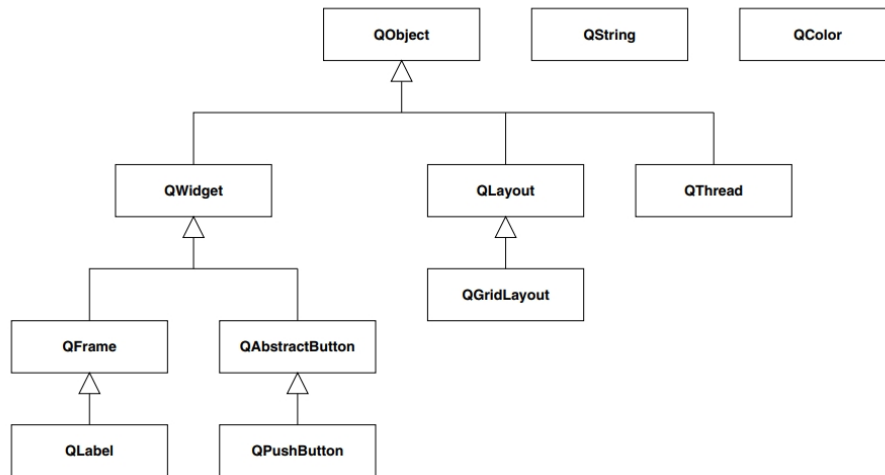 QObject
QString
QColor
QWidget
QLayout
QThread
QGridLayout
QFrame
QAbstractButton
QLabel
QPushButton